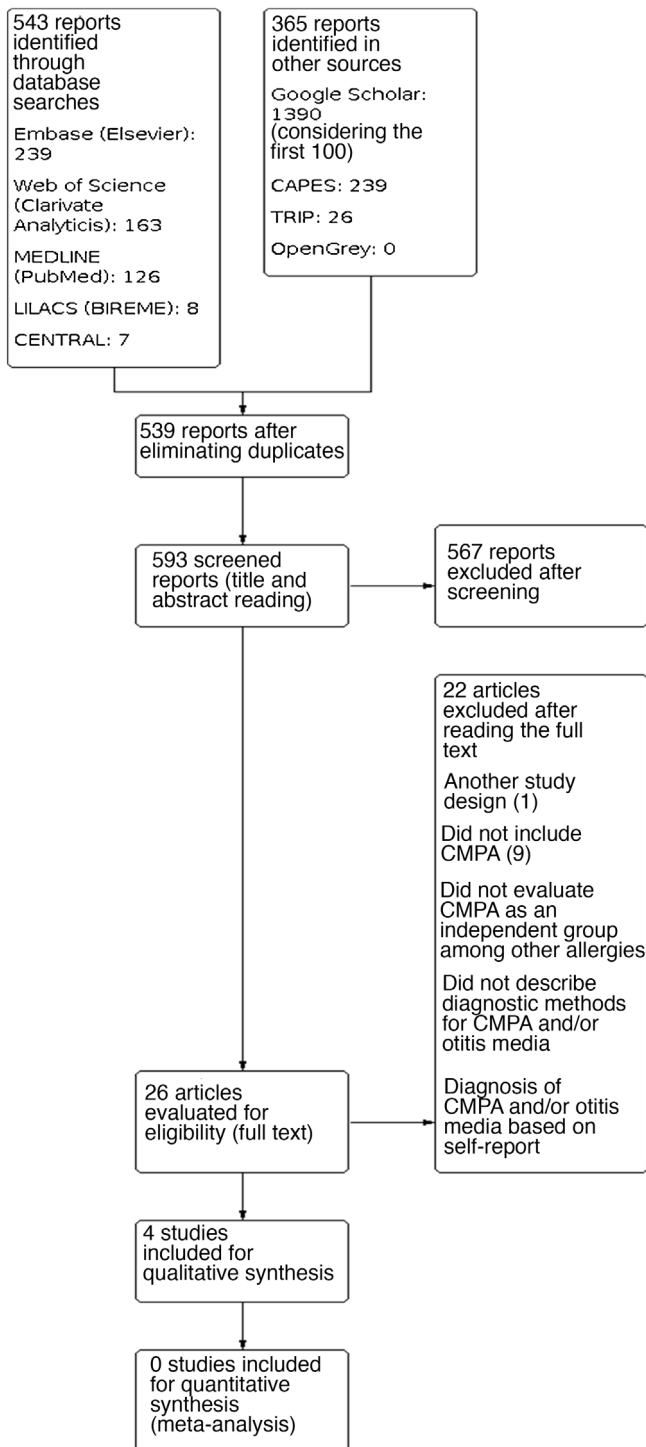 543 reports
identified
through
database
searches
Embase (Elsevier):
239
Web of Science
(Clarivate
Analyticis): 163
MEDLINE
(PubMed): 126
LILACS (BIREME): 8
CENTRAL: 7
365 reports
identified in
other sources
Google Scholar:
1390
(considering the
first 100)
CAPES: 239
TRIP: 26
OpenGrey: 0
539 reports after
eliminating duplicates
593 screened
reports (title and
abstract reading)
567 reports
excluded after
screening
22 articles
excluded after
reading the full
text
Another study
design (1)
Did not include
CMPA (9)
Did not evaluate
CMPA as an
independent group
among other allergies
Did not describe
diagnostic methods
for CMPA and/or
otitis media
Diagnosis of
CMPA and/or otitis
media based on
self-report
26 articles
evaluated for
eligibility (full text)
4 studies
included for
qualitative synthesis
0 studies included
for quantitative
synthesis
(meta-analysis)